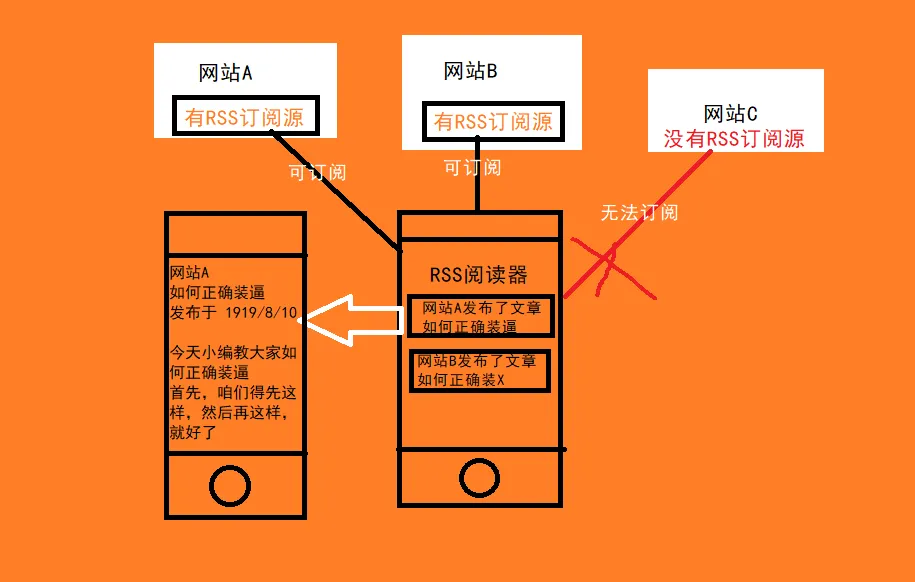 网站A
有RSS订阅源
网站B
有RSS订阅源
网站C
没有RSS订阅源
可订阅
可订阅
无法订阅
网站A
如何正确装逼
发布于 1919/8/10
今天小编教大家如
何正确装逼
首先，咱们得先这
样，然后再这样，
就好了
RSS阅读器
网站A发布了文章
如何正确装逼
网站B发布了文章
如何正确装X